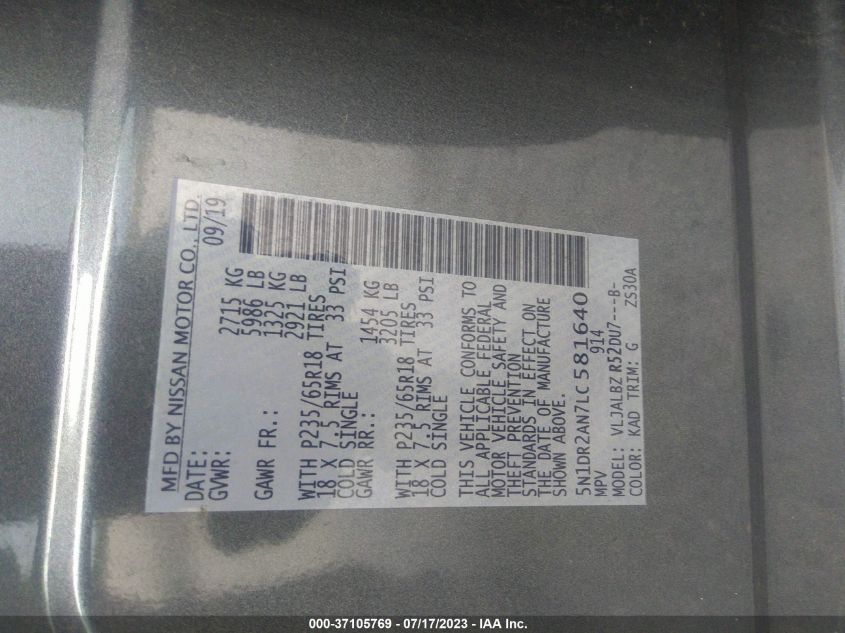 MFD BY NISSAN MOTOR CO., LTD.
DATE: 09/19
GVWR: 2715 KG
5986 LB
GAWR FR.: 1325 KG
2921 LB
WITH P235/65R18 TIRES
18 X 7.5 RIMS AT 33 PSI
COLD SINGLE
GAWR RR.: 1454 KG
3205 LB
WITH P235/65R18 TIRES
18 X 7.5 RIMS AT 33 PSI
COLD SINGLE
THIS VEHICLE CONFORMS TO
ALL APPLICABLE FEDERAL
MOTOR VEHICLE SAFETY AND
THEFT PREVENTION
STANDARDS IN EFFECT ON
THE DATE OF MANUFACTURE
SHOWN ABOVE.
5N1DR2AN7LC581640
MPV 914
MODEL: VLJALBZ R52DU7---B-
COLOR: KAD TRIM: G ZS30A
000-37105769 - 07/17/2023 - IAA Inc.